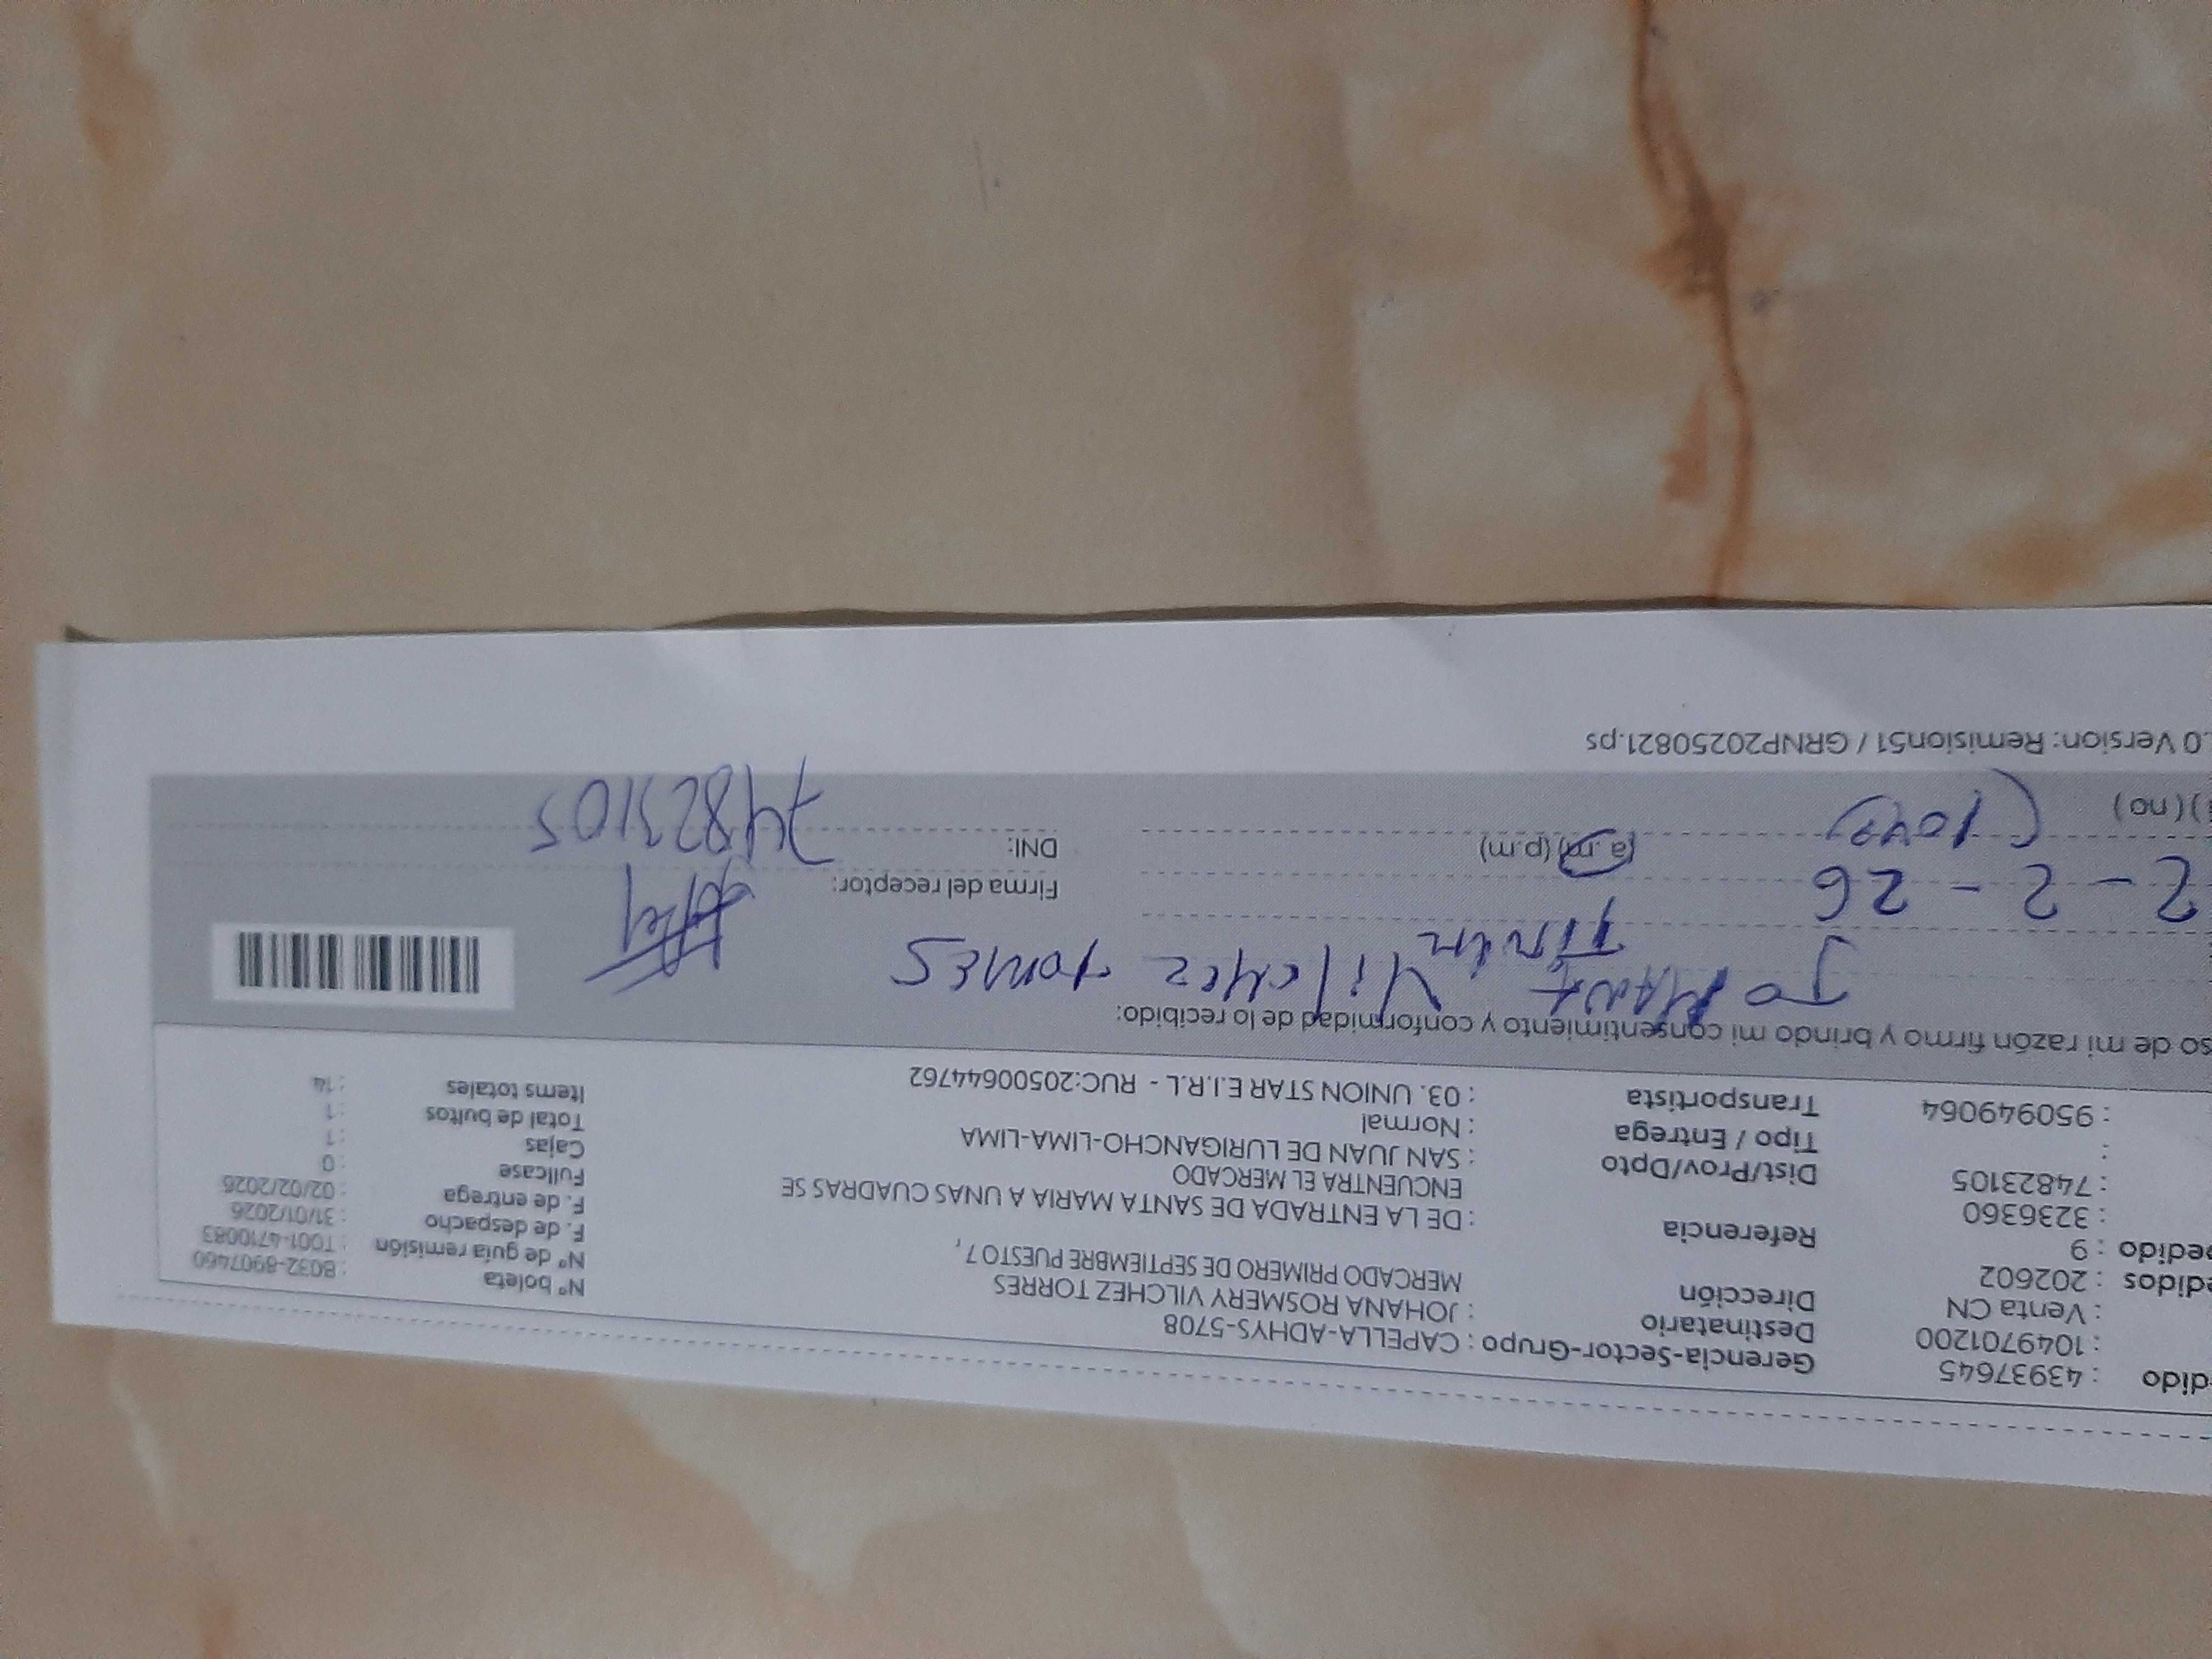 dido : 43937645 Gerencia-Sector-Grupo : CAPELLA-ADHYS-5708
: 1049701200 Destinatario : JOHANA ROSMERY VILCHEZ TORRES Nº boleta : B032-8907460
: Venta CN Dirección MERCADO PRIMERO DE SEPTIEMBRE PUESTO 7, Nº de guía remisión : T001-4710083
edidos : 202602 F. de despacho : 31/01/2026
edido : 9 Referencia : DE LA ENTRADA DE SANTA MARIA A UNAS CUADRAS SE F. de entrega : 02/02/2026
: 3236360 ENCUENTRA EL MERCADO Fullcase : 0
: 74823105 Dist/Prov/Dpto : SAN JUAN DE LURIGANCHO-LIMA-LIMA Cajas : 1
: Tipo / Entrega : Normal Total de bultos : 1
: 950949064 Transportista : 03. UNION STAR E.I.R.L - RUC:20500644762 Items totales : 14
so de mi razón firmo y brindo mi consentimiento y conformidad de lo recibido:
JOHANA Vilchez torres
Titular
2 - 2 - 26 Firma del receptor:
(a.m) (p.m) DNI: 74823105
) ( no )
.0 Version: Remision51 / GRNP20250821.ps